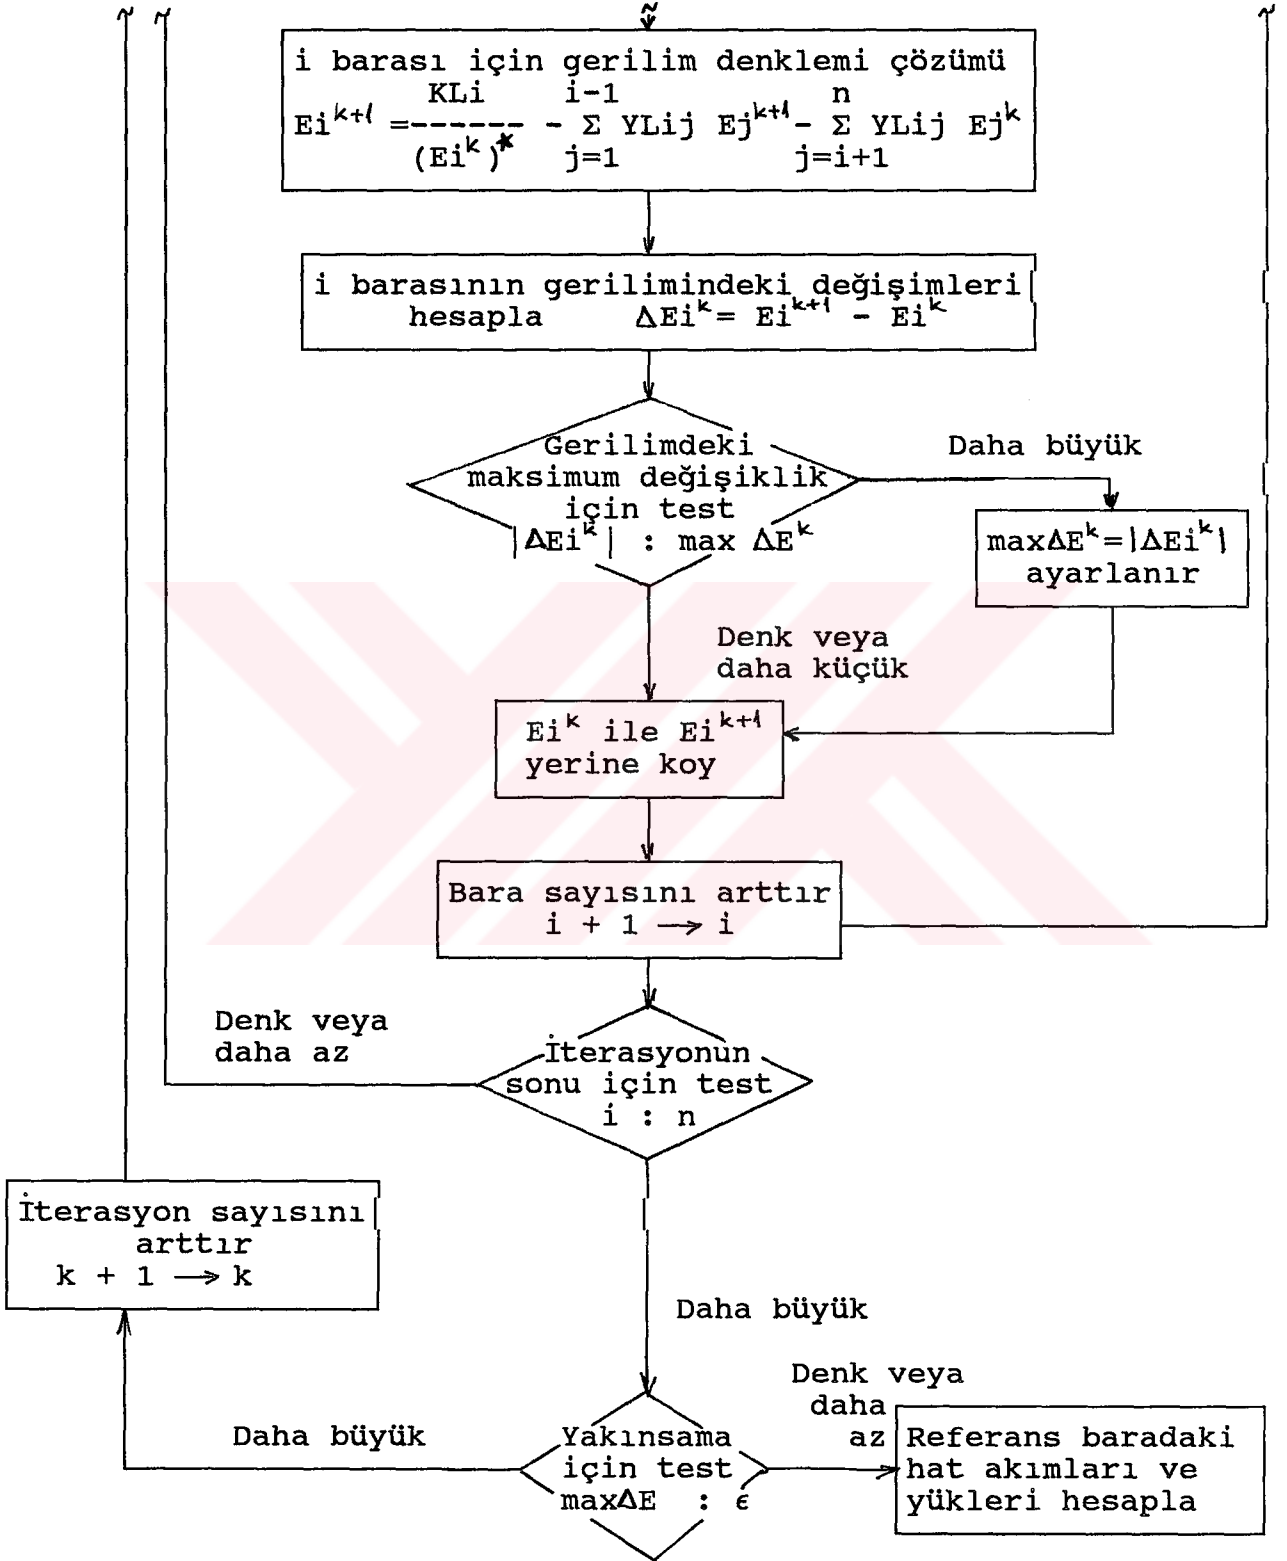 i barası için gerilim denklemi çözümü
KLi i-1 n
Ei^k+1 =------- - Σ YLij Ej^k+1 - Σ YLij Ej^k
(Ei^k)* j=1 j=i+1
i barasının gerilimindeki değişimleri
hesapla ΔEi^k= Ei^k+1 - Ei^k
Gerilimdeki
maksimum değişiklik
için test
|ΔEi^k| : max ΔE^k
Daha büyük
maxΔE^k=|ΔEi^k|
ayarlanır
Denk veya
daha küçük
Ei^k ile Ei^k+1
yerine koy
Bara sayısını arttır
i + 1 → i
Denk veya
daha az
İterasyonun
sonu için test
i : n
İterasyon sayısını
arttır
k + 1 → k
Daha büyük
Denk veya
daha
az
Daha büyük
Yakınsama
için test
maxΔE : ϵ
Referans baradaki
hat akımları ve
yükleri hesapla